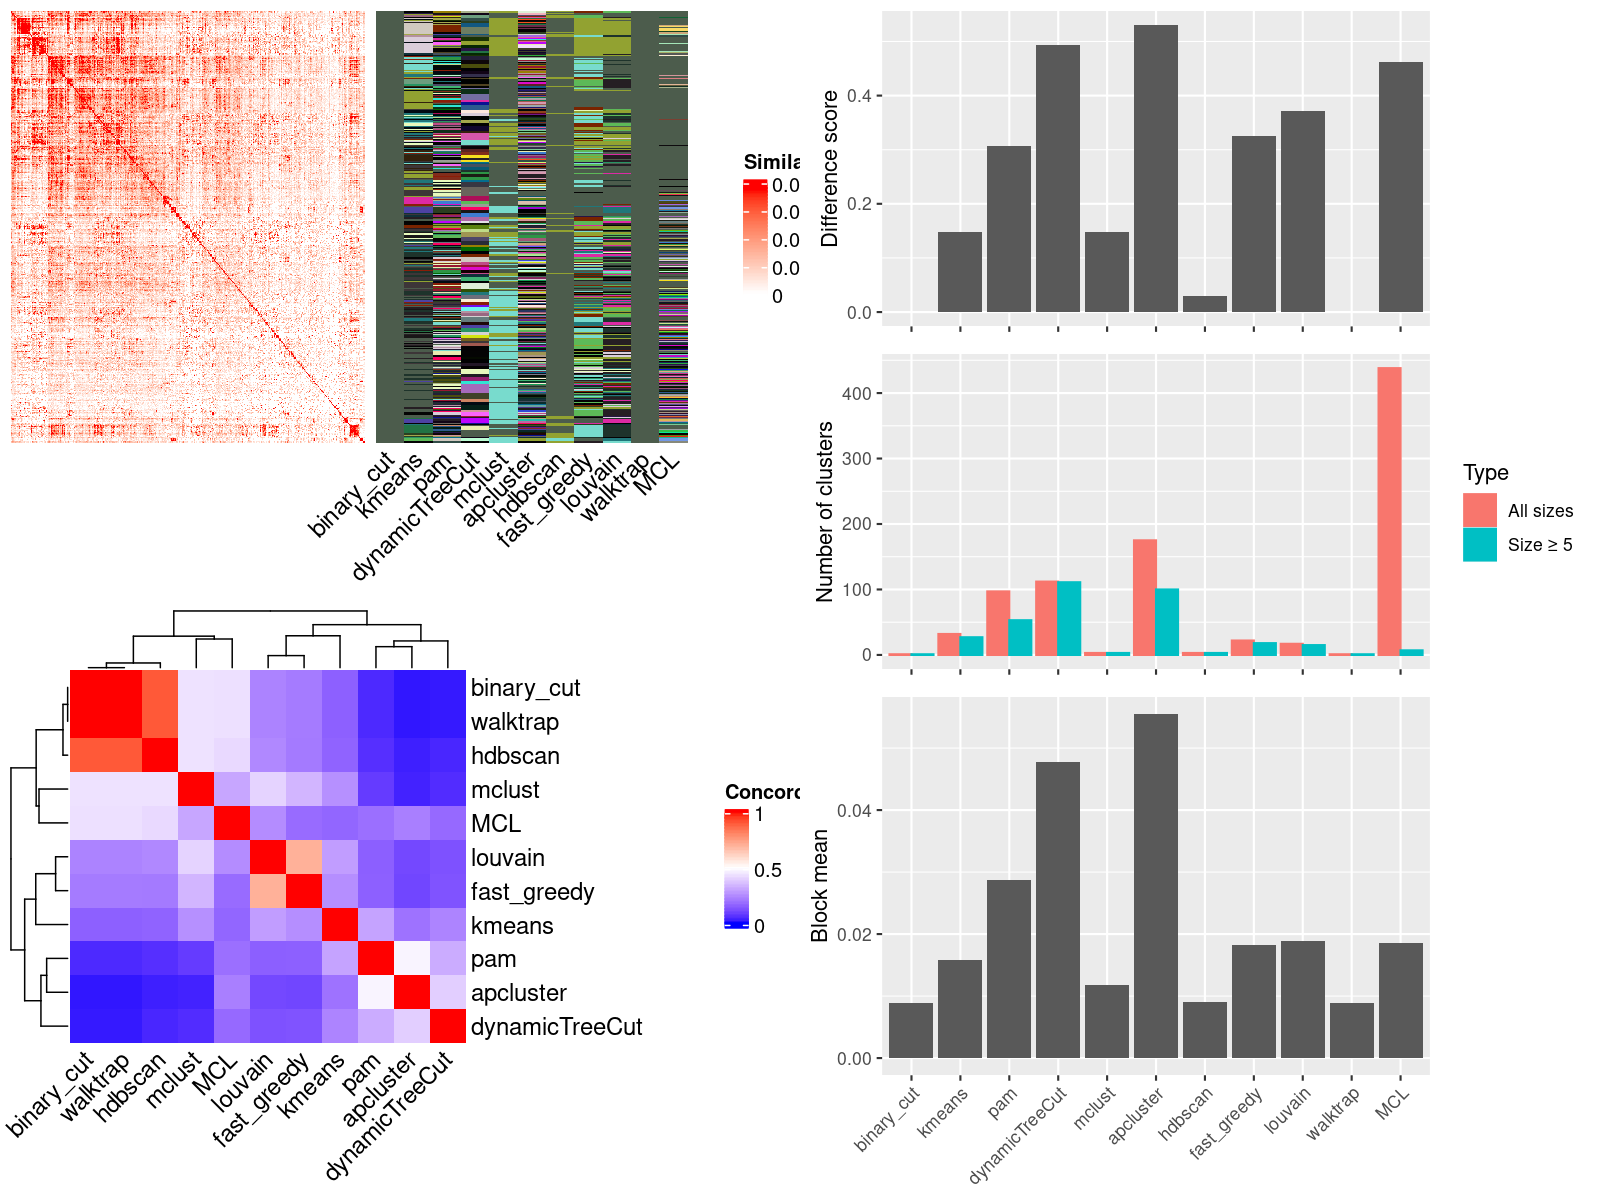 Simila
0.0
0.0
0.0
0.0
0
binary_cut
kmeans
pam
dynamicTreeCut
mclust
apcluster
hdbscan
fast_greedy
louvain
walktrap
MCL
binary_cut
walktrap
hdbscan
mclust
MCL
louvain
fast_greedy
kmeans
pam
apcluster
dynamicTreeCut
binary_cut
walktrap
hdbscan
mclust
MCL
louvain
fast_greedy
kmeans
pam
apcluster
dynamicTreeCut
Concord
1
0.5
0
Difference score
0.4
0.2
0.0
Number of clusters
400
300
200
100
0
Type
All sizes
Size ≥ 5
Block mean
0.04
0.02
0.00
binary_cut
kmeans
pam
dynamicTreeCut
mclust
apcluster
hdbscan
fast_greedy
louvain
walktrap
MCL